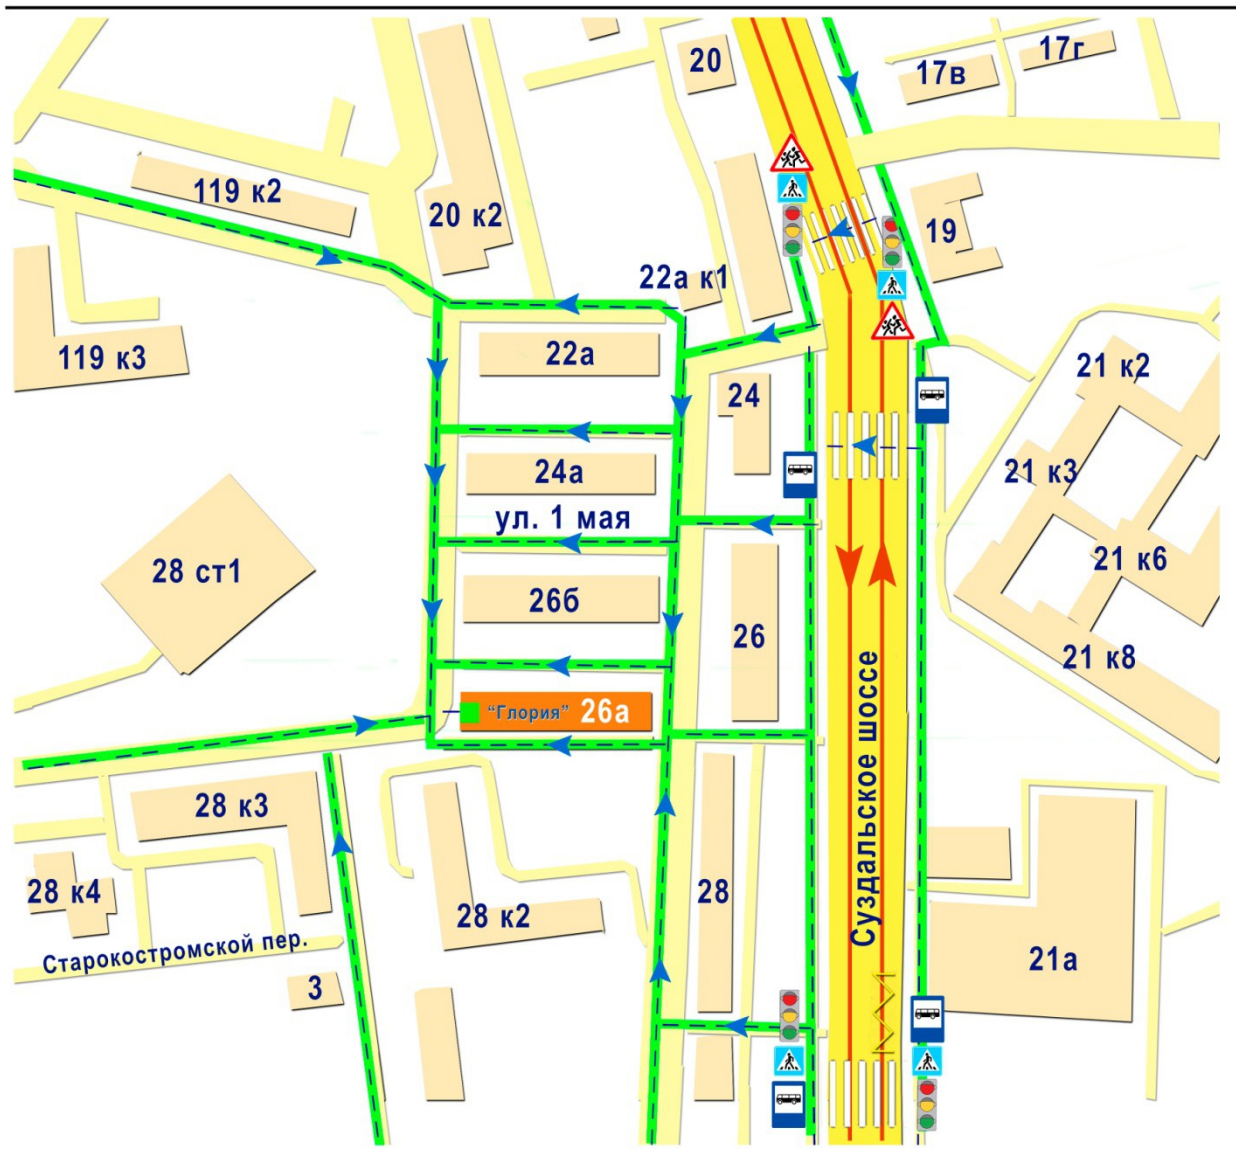 17г
20
17в
119 к2
20 к2
19
22а к1
22а
119 к3
21 к2
24
24а
21 к3
ул. 1 мая
28 ст1
21 к6
26б
26
21 к8
"Глория" 26а
Суздальское шоссе
28 к3
28 к4
28
28 к2
Старокостромской пер.
21а
3